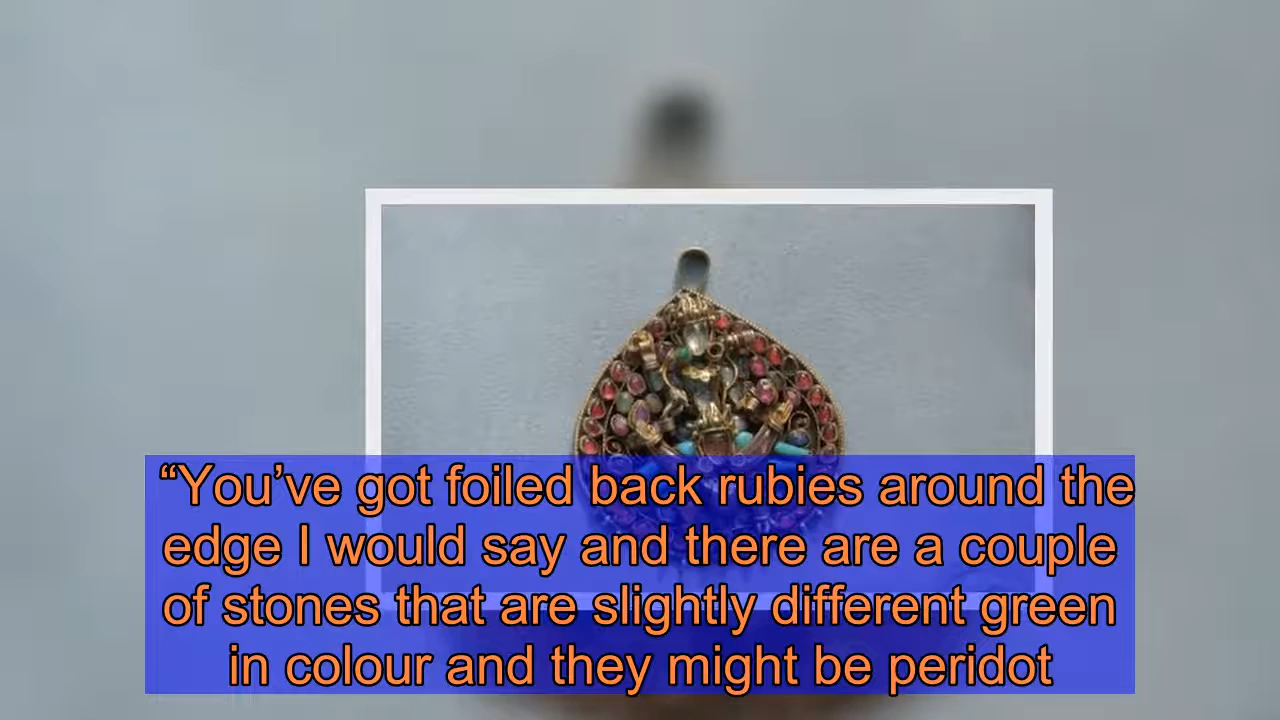 “You’ve got foiled back rubies around the
edge I would say and there are a couple
of stones that are slightly different green
in colour and they might be peridot